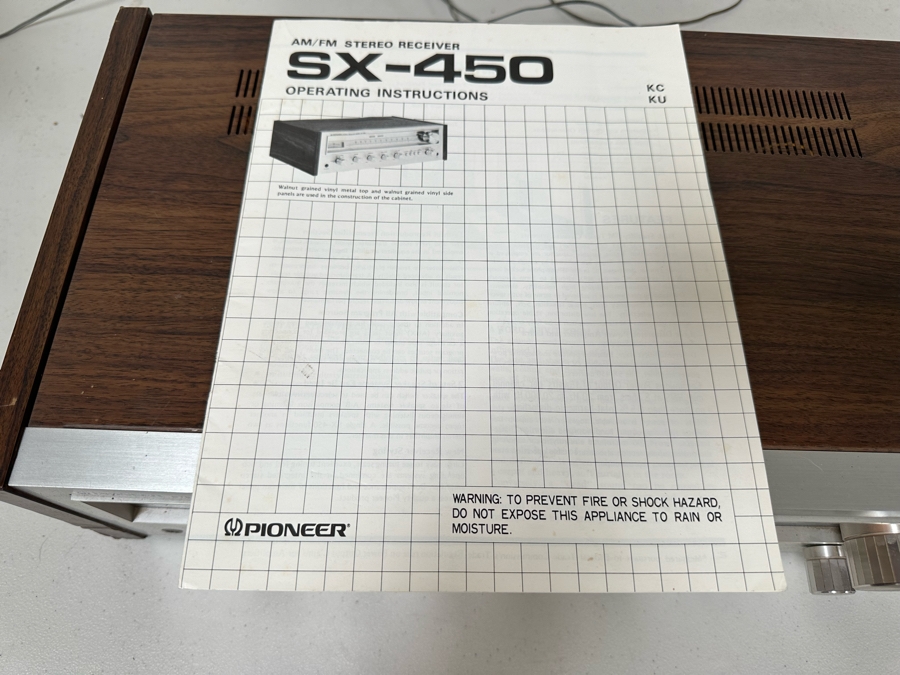 AM/FM STEREO RECEIVER
SX-450
OPERATING INSTRUCTIONS
KC
KU
Walnut grained vinyl metal top and walnut grained vinyl side
panels are used in the construction of the cabinet.
WARNING: TO PREVENT FIRE OR SHOCK HAZARD,
DO NOT EXPOSE THIS APPLIANCE TO RAIN OR
MOISTURE.
PIONEER®